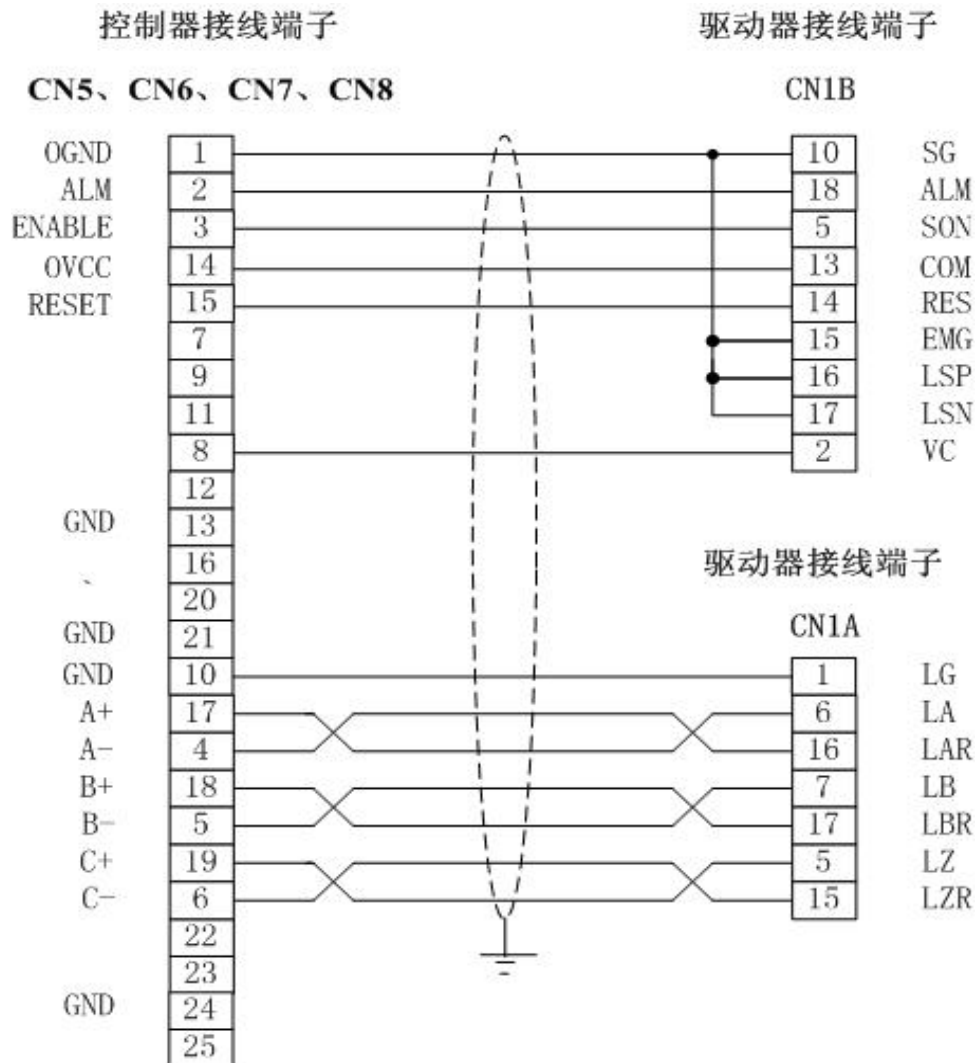 控制器接线端子 驱动器接线端子
CN5、CN6、CN7、CN8 CN1B
OGND 1 10 SG
ALM 2 18 ALM
ENABLE 3 5 SON
OVCC 14 13 COM
RESET 15 14 RES
7 15 EMG
9 16 LSP
11 17 LSN
8 2 VC
12
GND 13
16
驱动器接线端子
、
20
GND 21
CN1A
GND 10 1 LG
A+ 17 6 LA
A- 4 16 LAR
B+ 18 7 LB
B- 5 17 LBR
C+ 19 5 LZ
C- 6 15 LZR
22
23
GND 24
25